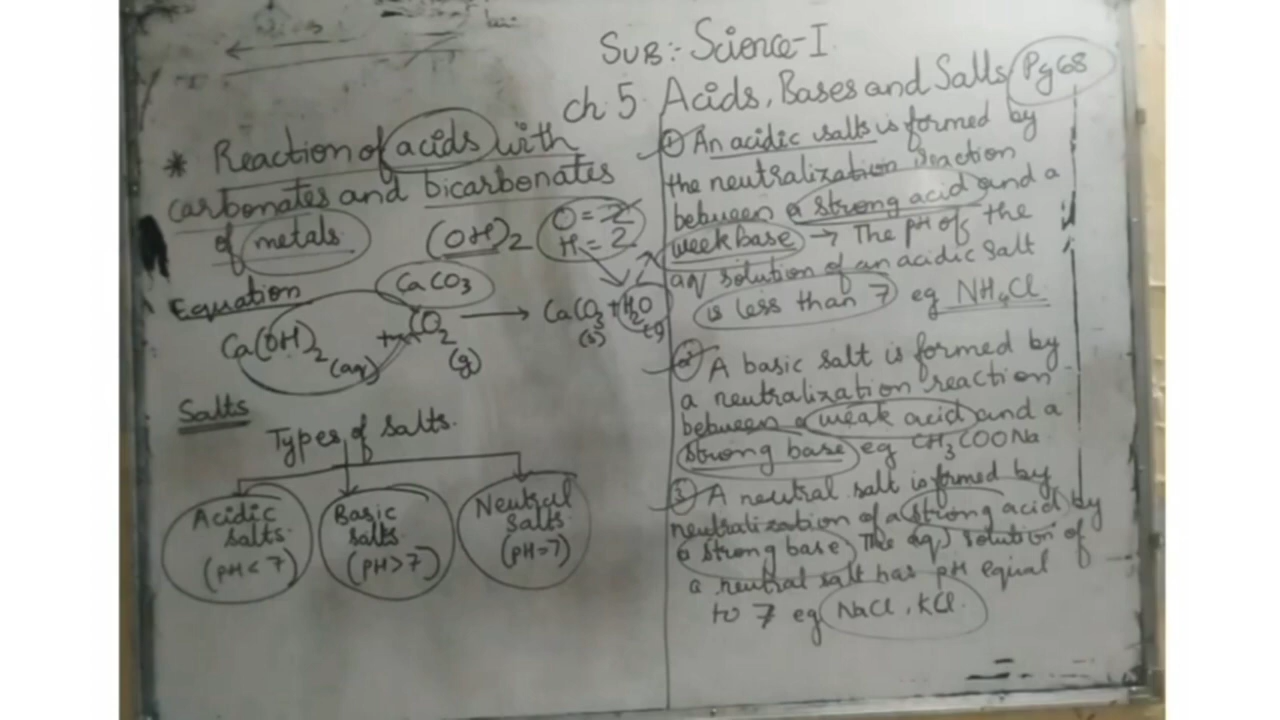 SUB:- Science-I
ch 5 Acids, Bases and Salts Pg 68
* Reaction of acids with
carbonates and bicarbonates
of metals
(OH)2 O = 2
H = 2
Equation CaCO3
Ca(OH)2 (aq) + CO2 (g) → CaCO3 (s) + H2O
Salts
Types of salts.
Acidic salts (pH < 7)
Basic salts (pH > 7)
Neutral salts (pH = 7)
① An acidic salts is formed by
the neutralization reaction
between a strong acid and a
week base → The pH of the
aq solution of an acidic salt
is less than 7 eg NH4Cl
② A basic salt is formed by
a neutralization reaction
between a weak acid and a
strong base eg CH3COONa
③ A neutral salt is formed by
neutralization of a strong acid by
a strong base. The aq solution of
a neutral salt has pH equal
to 7 eg NaCl, KCl.